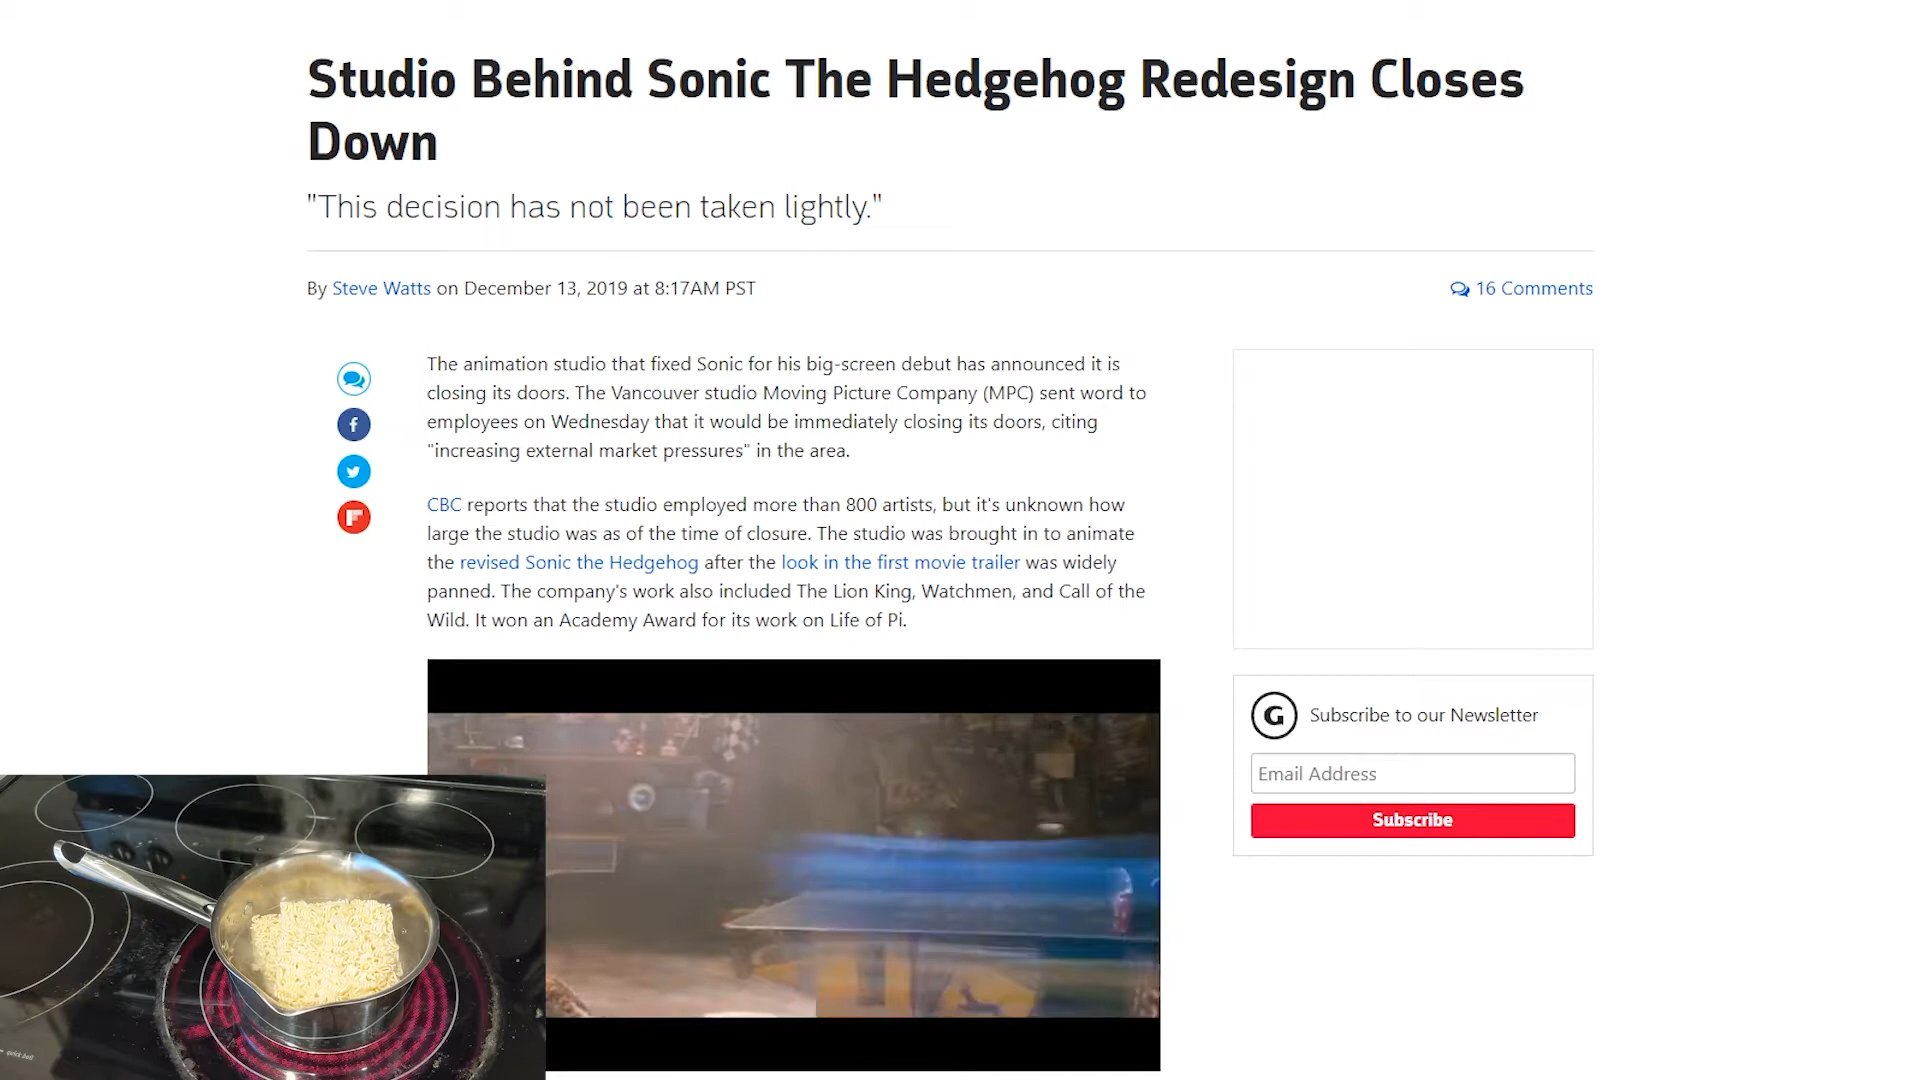 Studio Behind Sonic The Hedgehog Redesign Closes
Down
"This decision has not been taken lightly."
By Steve Watts on December 13, 2019 at 8:17AM PST
16 Comments
The animation studio that fixed Sonic for his big-screen debut has announced it is
closing its doors. The Vancouver studio Moving Picture Company (MPC) sent word to
employees on Wednesday that it would be immediately closing its doors, citing
"increasing external market pressures" in the area.
CBC reports that the studio employed more than 800 artists, but it's unknown how
large the studio was as of the time of closure. The studio was brought in to animate
the revised Sonic the Hedgehog after the look in the first movie trailer was widely
panned. The company's work also included The Lion King, Watchmen, and Call of the
Wild. It won an Academy Award for its work on Life of Pi.
G Subscribe to our Newsletter
Email Address
Subscribe
quick boil